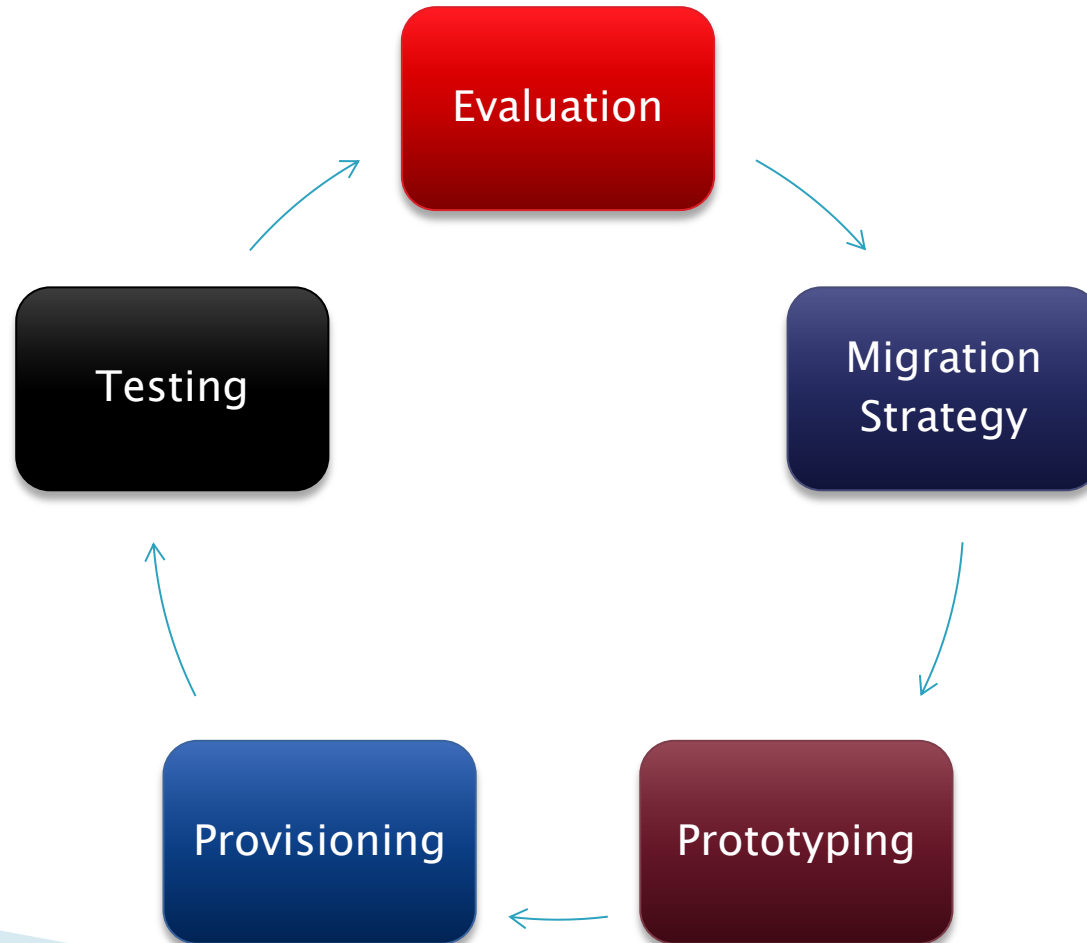 Evaluation
Migration
Strategy
Prototyping
Provisioning
Testing